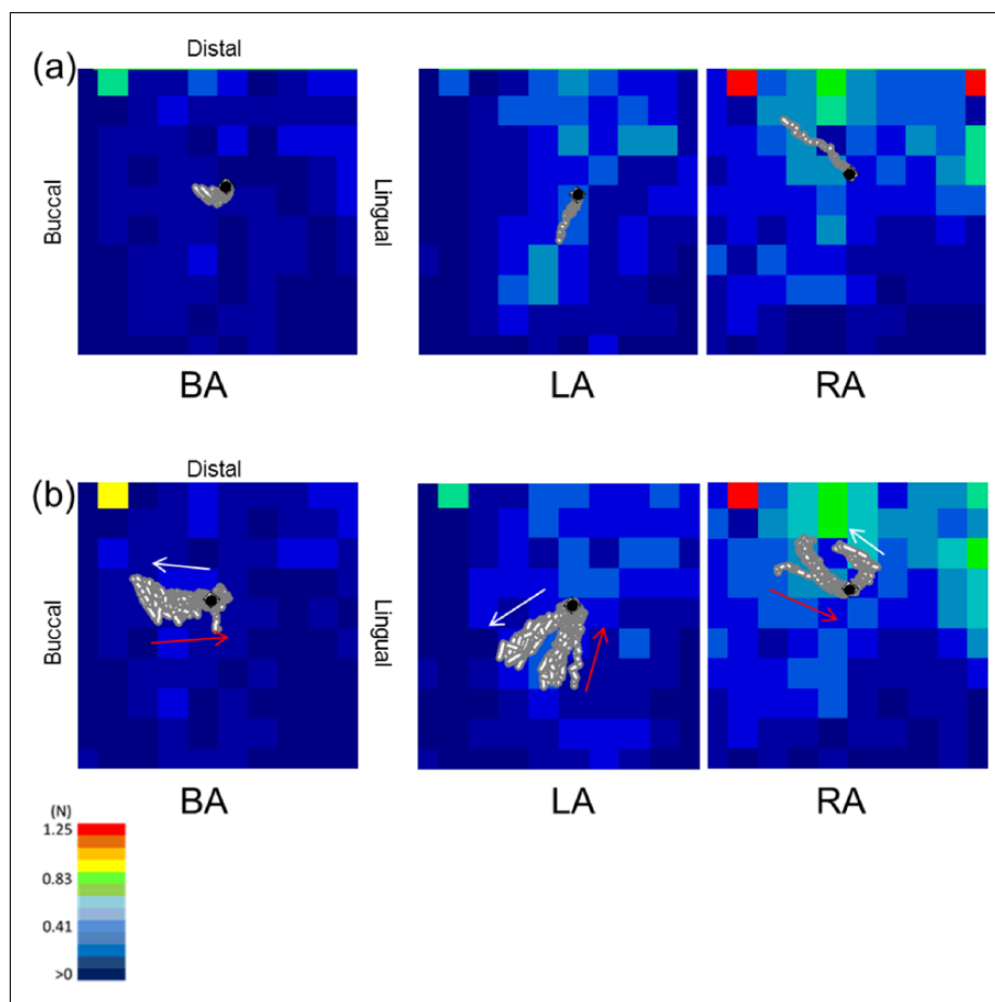 Distal
(a)
Buccal
Lingual
BA
LA
RA
Distal
(b)
Buccal
Lingual
BA
LA
RA
(N)
1.25
0.83
0.41
>0